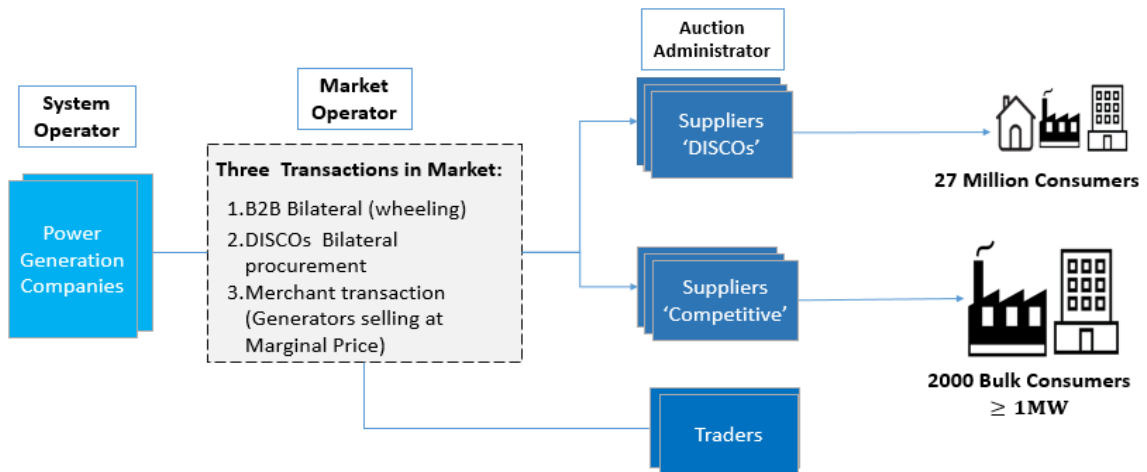 System
Operator
Power
Generation
Companies
Market
Operator
Three Transactions in Market:
1.B2B Bilateral (wheeling)
2.DISCOs Bilateral
procurement
3.Merchant transaction
(Generators selling at
Marginal Price)
Auction
Administrator
Suppliers
‘DISCOs’
Suppliers
‘Competitive’
Traders
27 Million Consumers
2000 Bulk Consumers
≥ 1MW